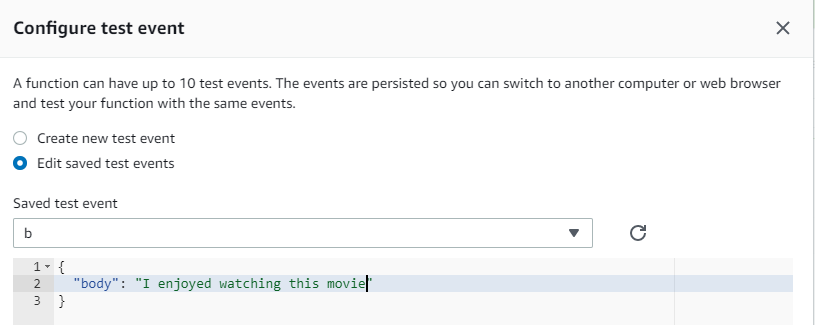 Configure test event
A function can have up to 10 test events. The events are persisted so you can switch to another computer or web browser
and test your function with the same events.
Create new test event
Edit saved test events
Saved test event
b
1 {
2 "body": "I enjoyed watching this movie"
3 }